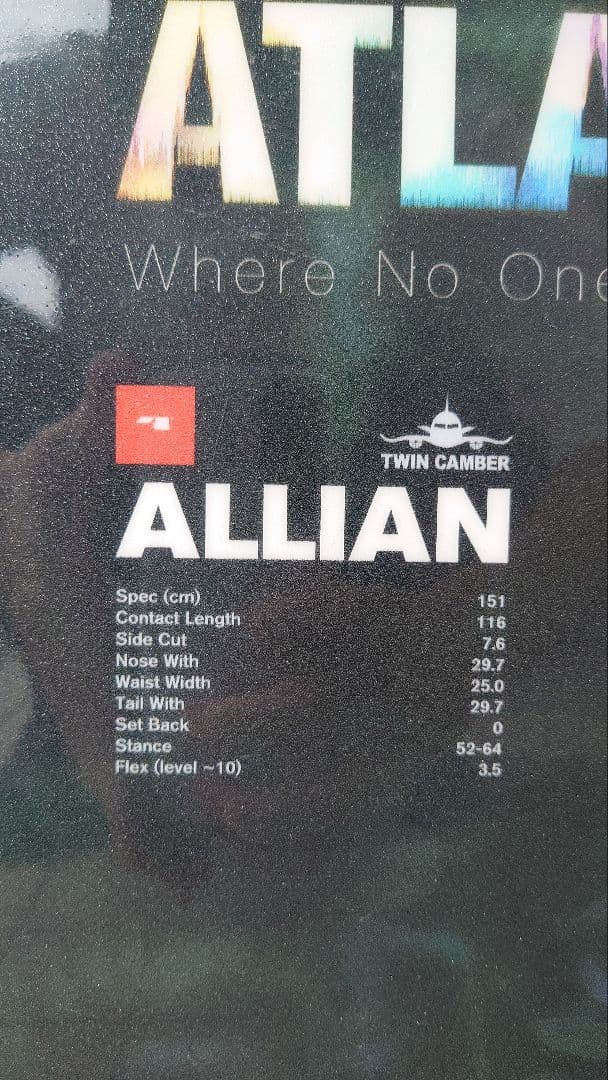 ATLA
Where No One
TWIN CAMBER
ALLIAN
Spec (cm) 151
Contact Length 116
Side Cut 7.6
Nose With 29.7
Waist Width 25.0
Tail With 29.7
Set Back 0
Stance 52-64
Flex (level ~10) 3.5